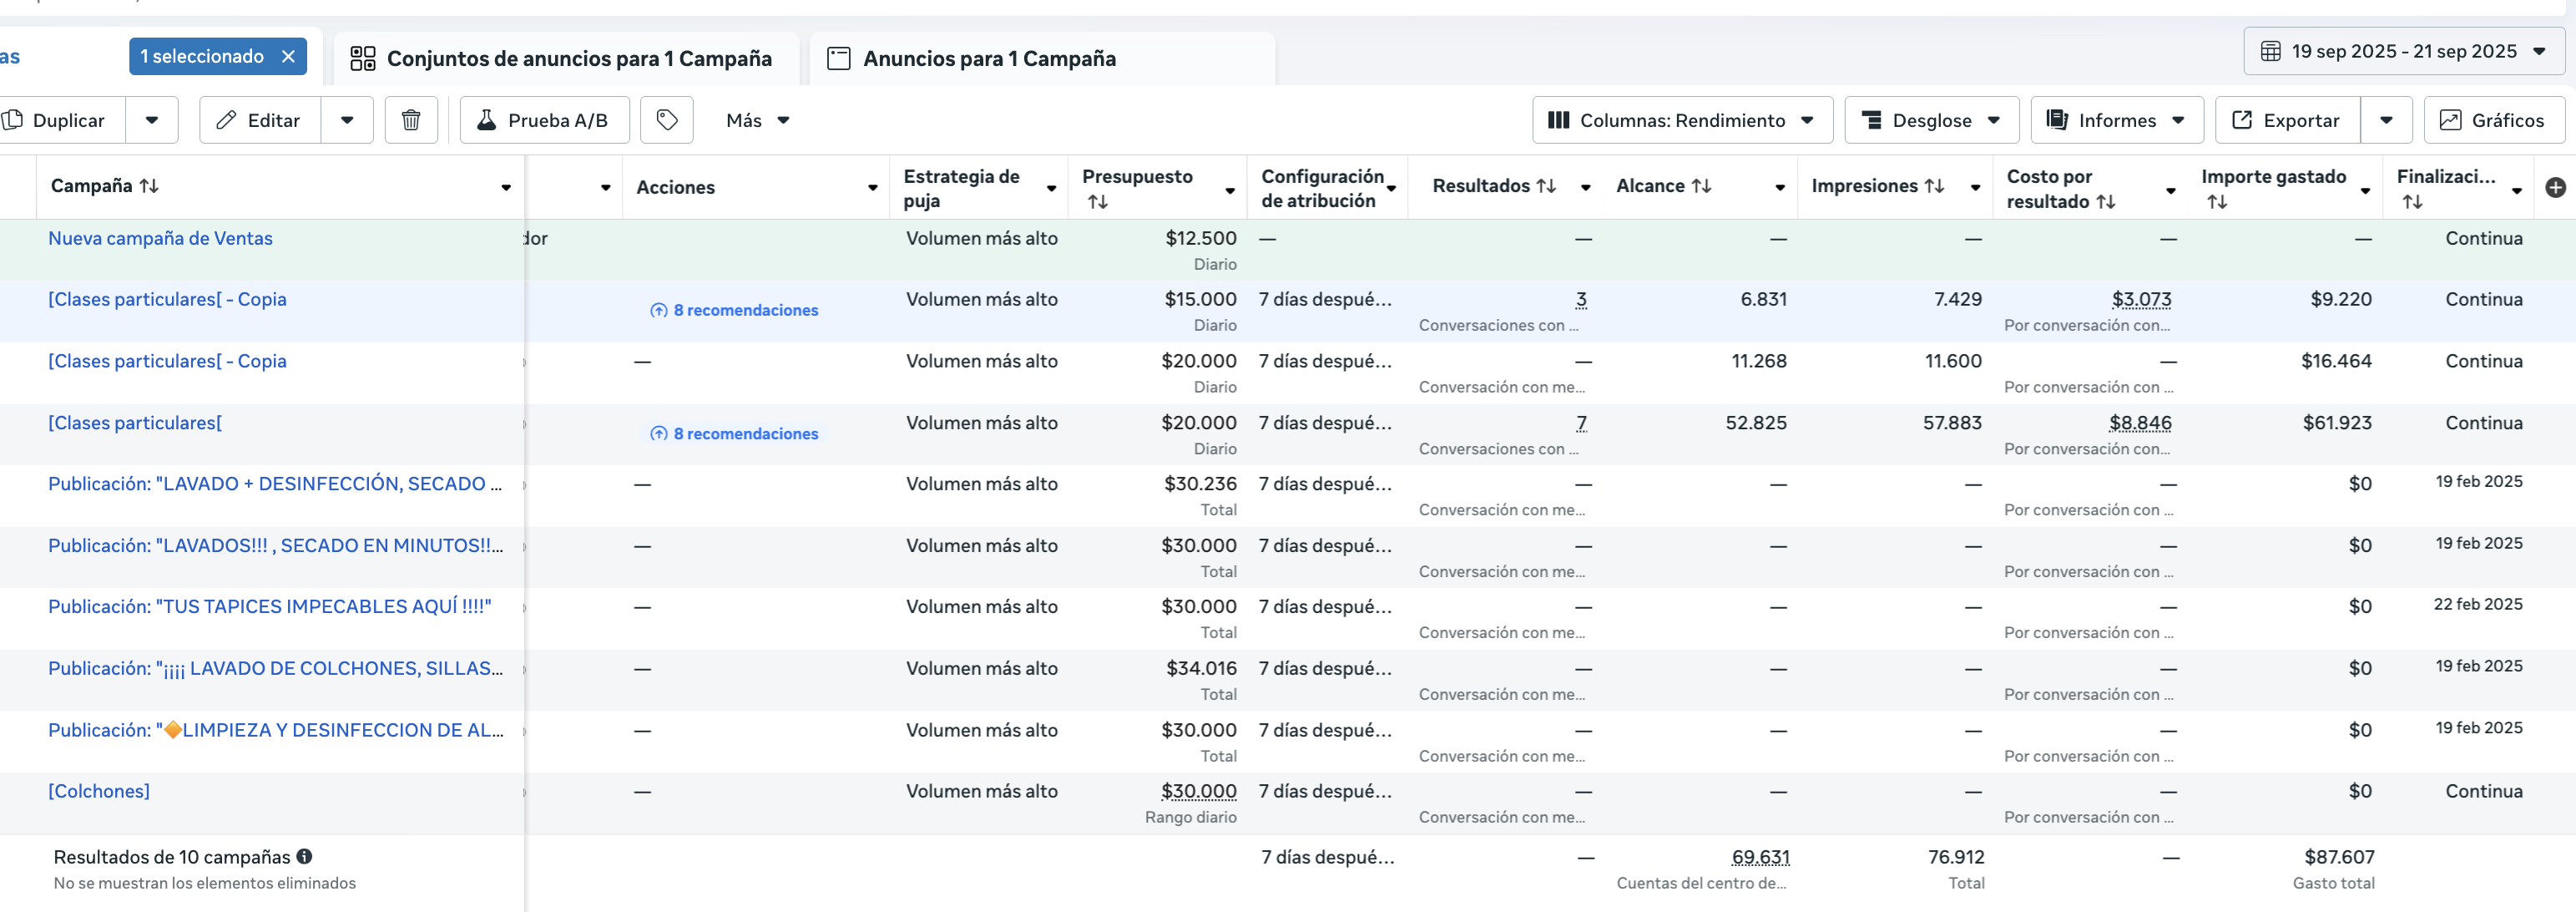 as
1 seleccionado
Conjuntos de anuncios para 1 Campaña
Anuncios para 1 Campaña
19 sep 2025 - 21 sep 2025
Duplicar
Editar
Prueba A/B
Más
Columnas: Rendimiento
Desglose
Informes
Exportar
Gráficos
Campaña
Acciones
Estrategia de puja
Presupuesto
Configuración de atribución
Resultados
Alcance
Impresiones
Costo por resultado
Importe gastado
Finalizaci...
Nueva campaña de Ventas dor Volumen más alto $12.500 — — — — — — Continua
Diario
[Clases particulares[ - Copia 8 recomendaciones Volumen más alto $15.000 7 días despué... 3 6.831 7.429 $3.073 $9.220 Continua
Diario Conversaciones con ... Por conversación con...
[Clases particulares[ - Copia — Volumen más alto $20.000 7 días despué... — 11.268 11.600 — $16.464 Continua
Diario Conversación con me... Por conversación con ...
[Clases particulares[ 8 recomendaciones Volumen más alto $20.000 7 días despué... 7 52.825 57.883 $8.846 $61.923 Continua
Diario Conversaciones con ... Por conversación con...
Publicación: "LAVADO + DESINFECCIÓN, SECADO ... — Volumen más alto $30.236 7 días despué... — — — — $0 19 feb 2025
Total Conversación con me... Por conversación con ...
Publicación: "LAVADOS!!! , SECADO EN MINUTOS!!... — Volumen más alto $30.000 7 días despué... — — — — $0 19 feb 2025
Total Conversación con me... Por conversación con ...
Publicación: "TUS TAPICES IMPECABLES AQUÍ !!!!" — Volumen más alto $30.000 7 días despué... — — — — $0 22 feb 2025
Total Conversación con me... Por conversación con ...
Publicación: "¡¡¡¡ LAVADO DE COLCHONES, SILLAS... — Volumen más alto $34.016 7 días despué... — — — — $0 19 feb 2025
Total Conversación con me... Por conversación con ...
Publicación: "🔶LIMPIEZA Y DESINFECCION DE AL... — Volumen más alto $30.000 7 días despué... — — — — $0 19 feb 2025
Total Conversación con me... Por conversación con ...
[Colchones] — Volumen más alto $30.000 7 días despué... — — — — $0 Continua
Rango diario Conversación con me... Por conversación con ...
Resultados de 10 campañas 7 días despué... — 69.631 76.912 — $87.607
No se muestran los elementos eliminados Cuentas del centro de... Total Gasto total